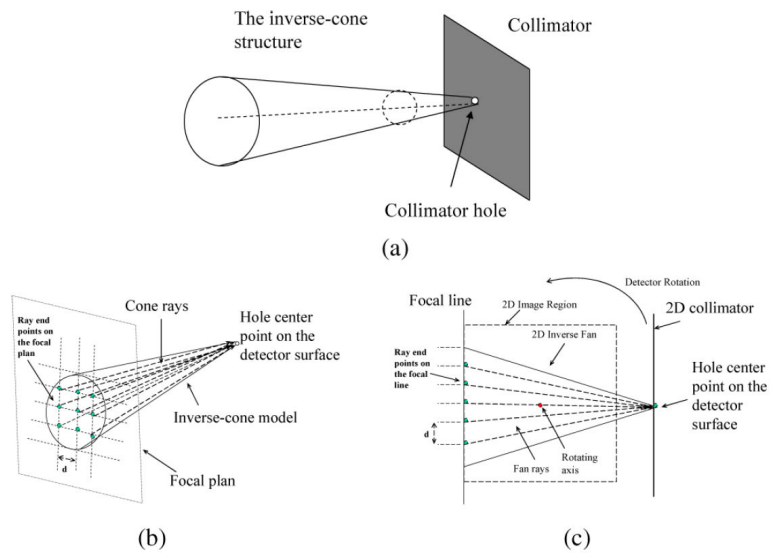 The inverse-cone
structure
Collimator
Collimator hole
(a)
Cone rays
Ray end
points on
the focal
plan
Hole center
point on the
detector surface
Inverse-cone model
d
Focal plan
(b)
Detector Rotation
Focal line
2D Image Region
2D collimator
2D Inverse Fan
Ray end
points on
the focal
line
Hole center
point on the
detector
surface
d
Fan rays
Rotating
axis
(c)